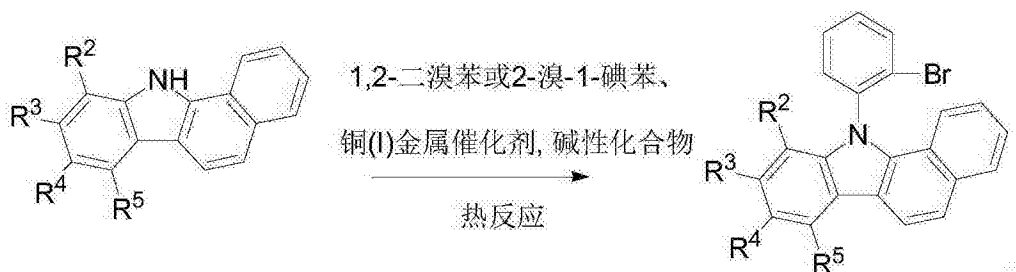 R² NH
R³
R⁴
R⁵
1,2-二溴苯或2-溴-1-碘苯、
铜(I)金属催化剂, 碱性化合物
热反应
Br
R² N
R³
R⁴
R⁵